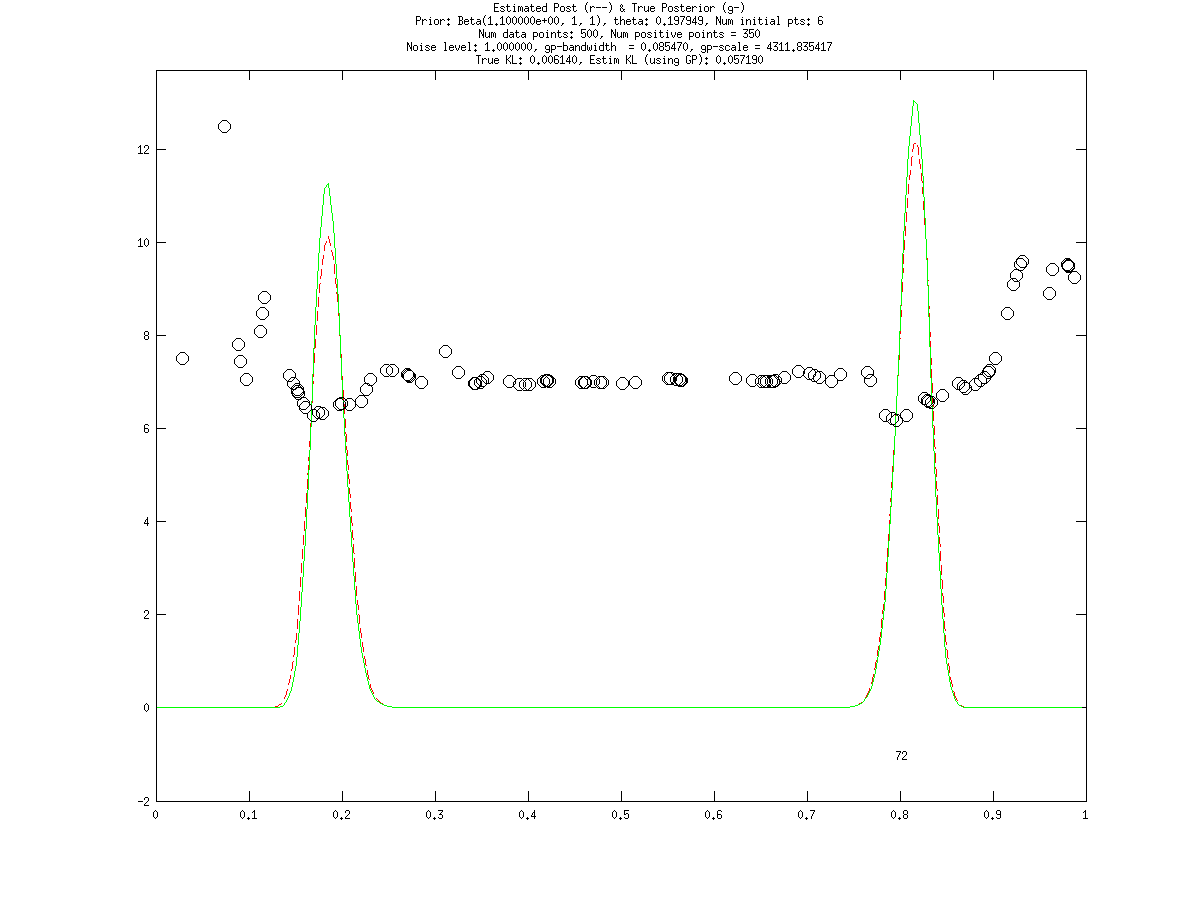 Estimated Post (r--) & True Posterior (g-)
Prior: Beta(1.100000e+00, 1, 1), theta: 0.197949, Num initial pts: 6
Num data points: 500, Num positive points = 350
Noise level: 1.000000, gp-bandwidth  = 0.085470, gp-scale = 4311.835417
True KL: 0.006140, Estim KL (using GP): 0.057190
12
10
8
6
4
2
0
72
-2
0 0.1 0.2 0.3 0.4 0.5 0.6 0.7 0.8 0.9 1